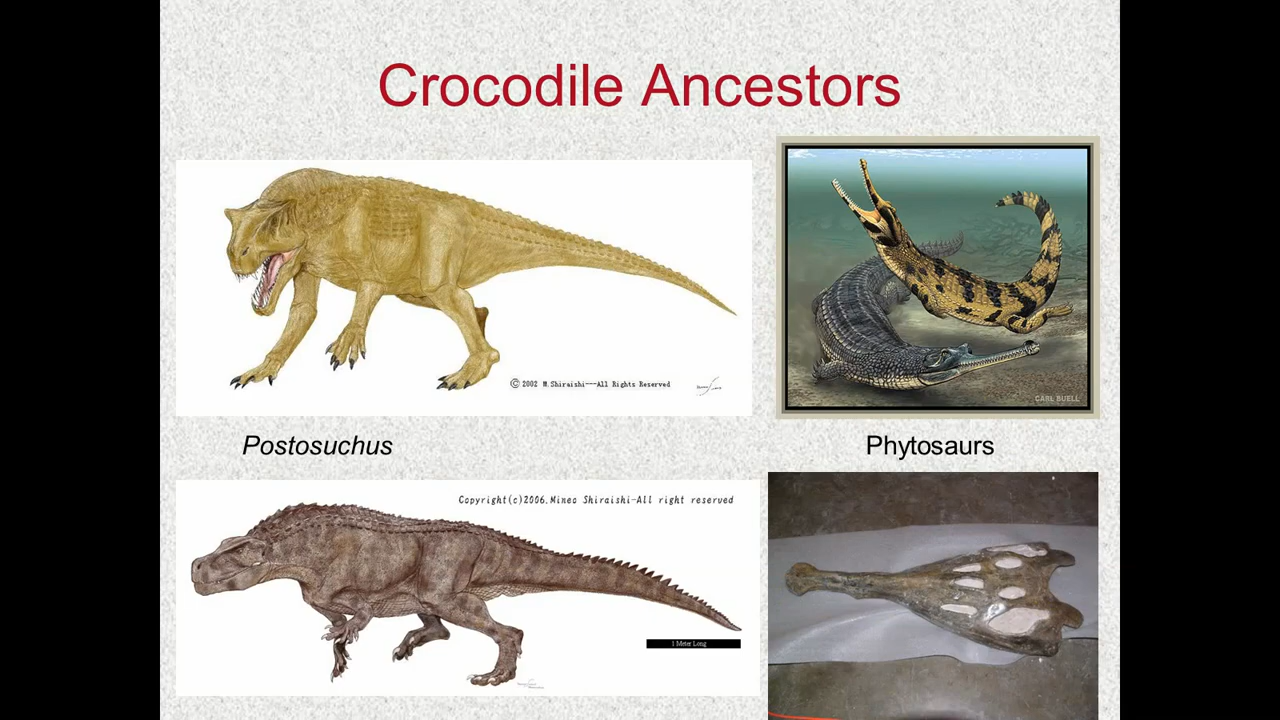 Crocodile Ancestors
© 2002 M.Shiraishi---All Rights Reserved
CARL BUELL
Postosuchus
Phytosaurs
Copyright(c)2006.Mineo Shiraishi-All right reserved
1 Meter Long